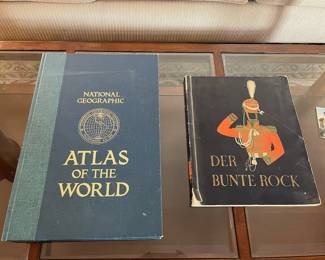 NATIONAL
GEOGRAPHIC
ATLAS
OF THE
WORLD
DER
BUNTE ROCK